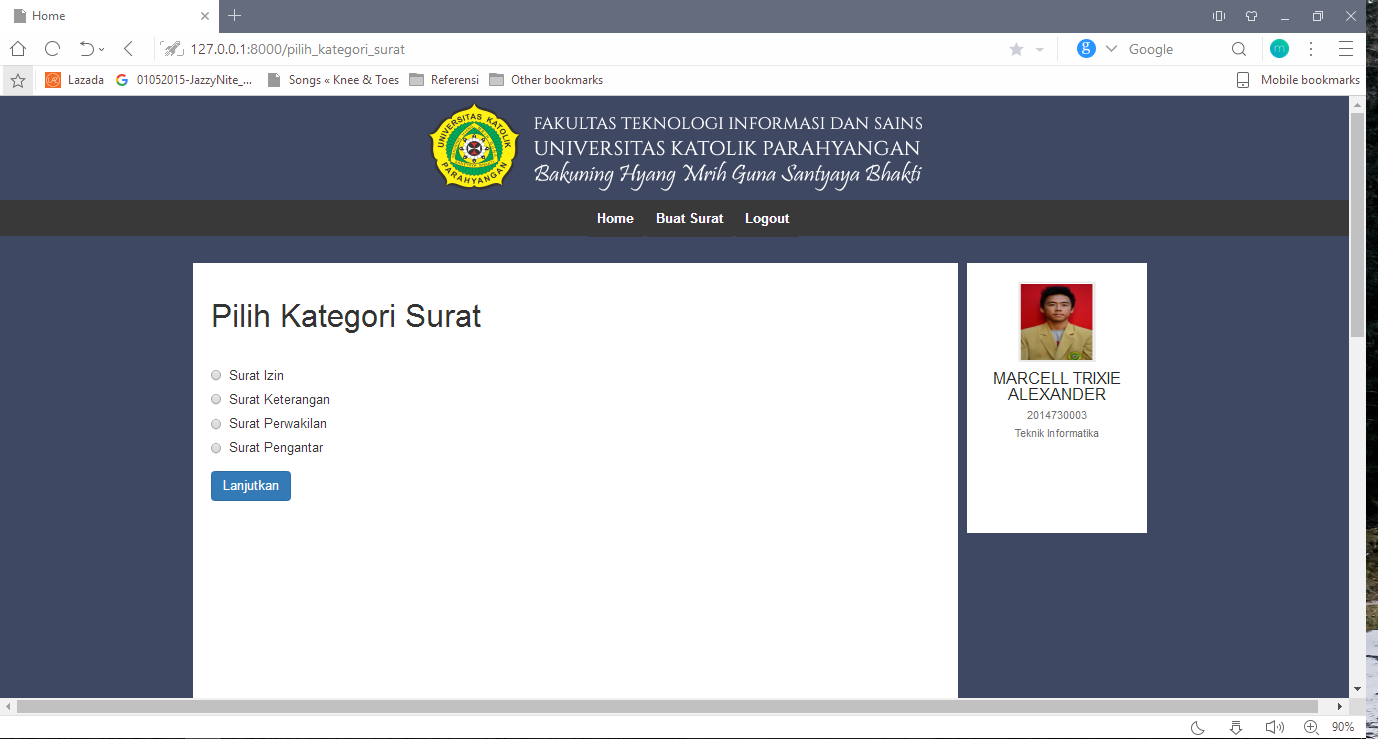 Home
127.0.0.1:8000/pilih_kategori_surat
g
Google
m
Lazada
01052015-JazzyNite_...
Songs « Knee & Toes
Referensi
Other bookmarks
Mobile bookmarks
UNIVERSITAS KATOLIK
PARAHYANGAN
FAKULTAS TEKNOLOGI INFORMASI DAN SAINS
UNIVERSITAS KATOLIK PARAHYANGAN
Bakuning Hyang Mrih Guna Santyaya Bhakti
Home
Buat Surat
Logout
Pilih Kategori Surat
Surat Izin
Surat Keterangan
Surat Perwakilan
Surat Pengantar
Lanjutkan
MARCELL TRIXIE
ALEXANDER
2014730003
Teknik Informatika
90%